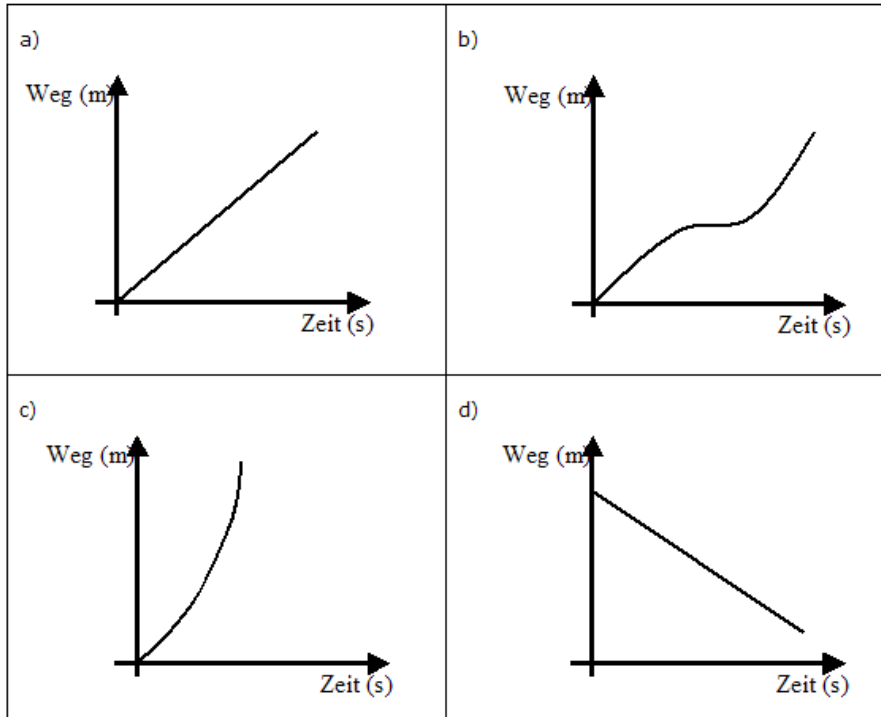 a)
Weg (m)
Zeit (s)
b)
Weg (m)
Zeit (s)
c)
Weg (m)
Zeit (s)
d)
Weg (m)
Zeit (s)